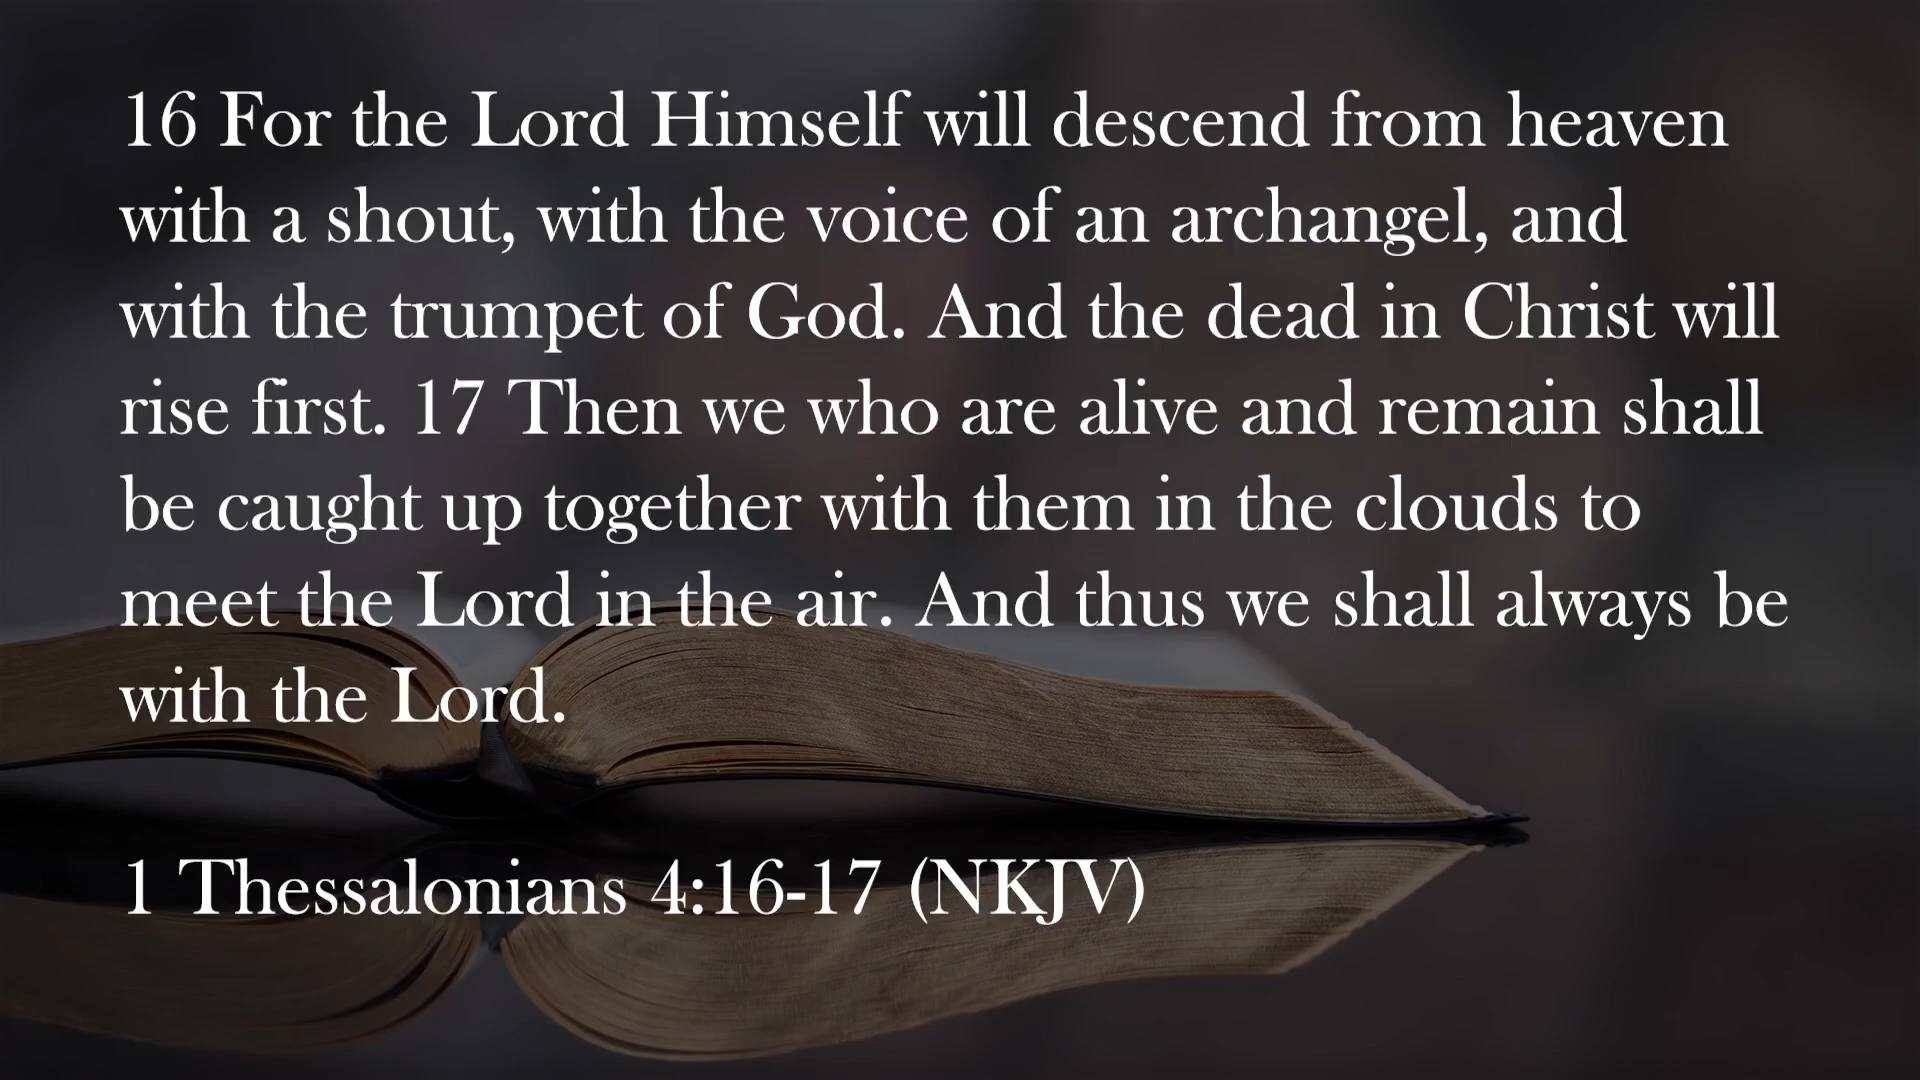 16 For the Lord Himself will descend from heaven
with a shout, with the voice of an archangel, and
with the trumpet of God. And the dead in Christ will
rise first. 17 Then we who are alive and remain shall
be caught up together with them in the clouds to
meet the Lord in the air. And thus we shall always be
with the Lord.
1 Thessalonians 4:16-17 (NKJV)